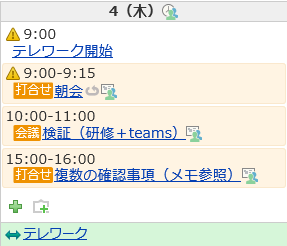 4（木）
9:00
テレワーク開始
9:00-9:15
打合せ 朝会
10:00-11:00
会議 検証（研修＋teams）
15:00-16:00
打合せ 複数の確認事項（メモ参照）
テレワーク